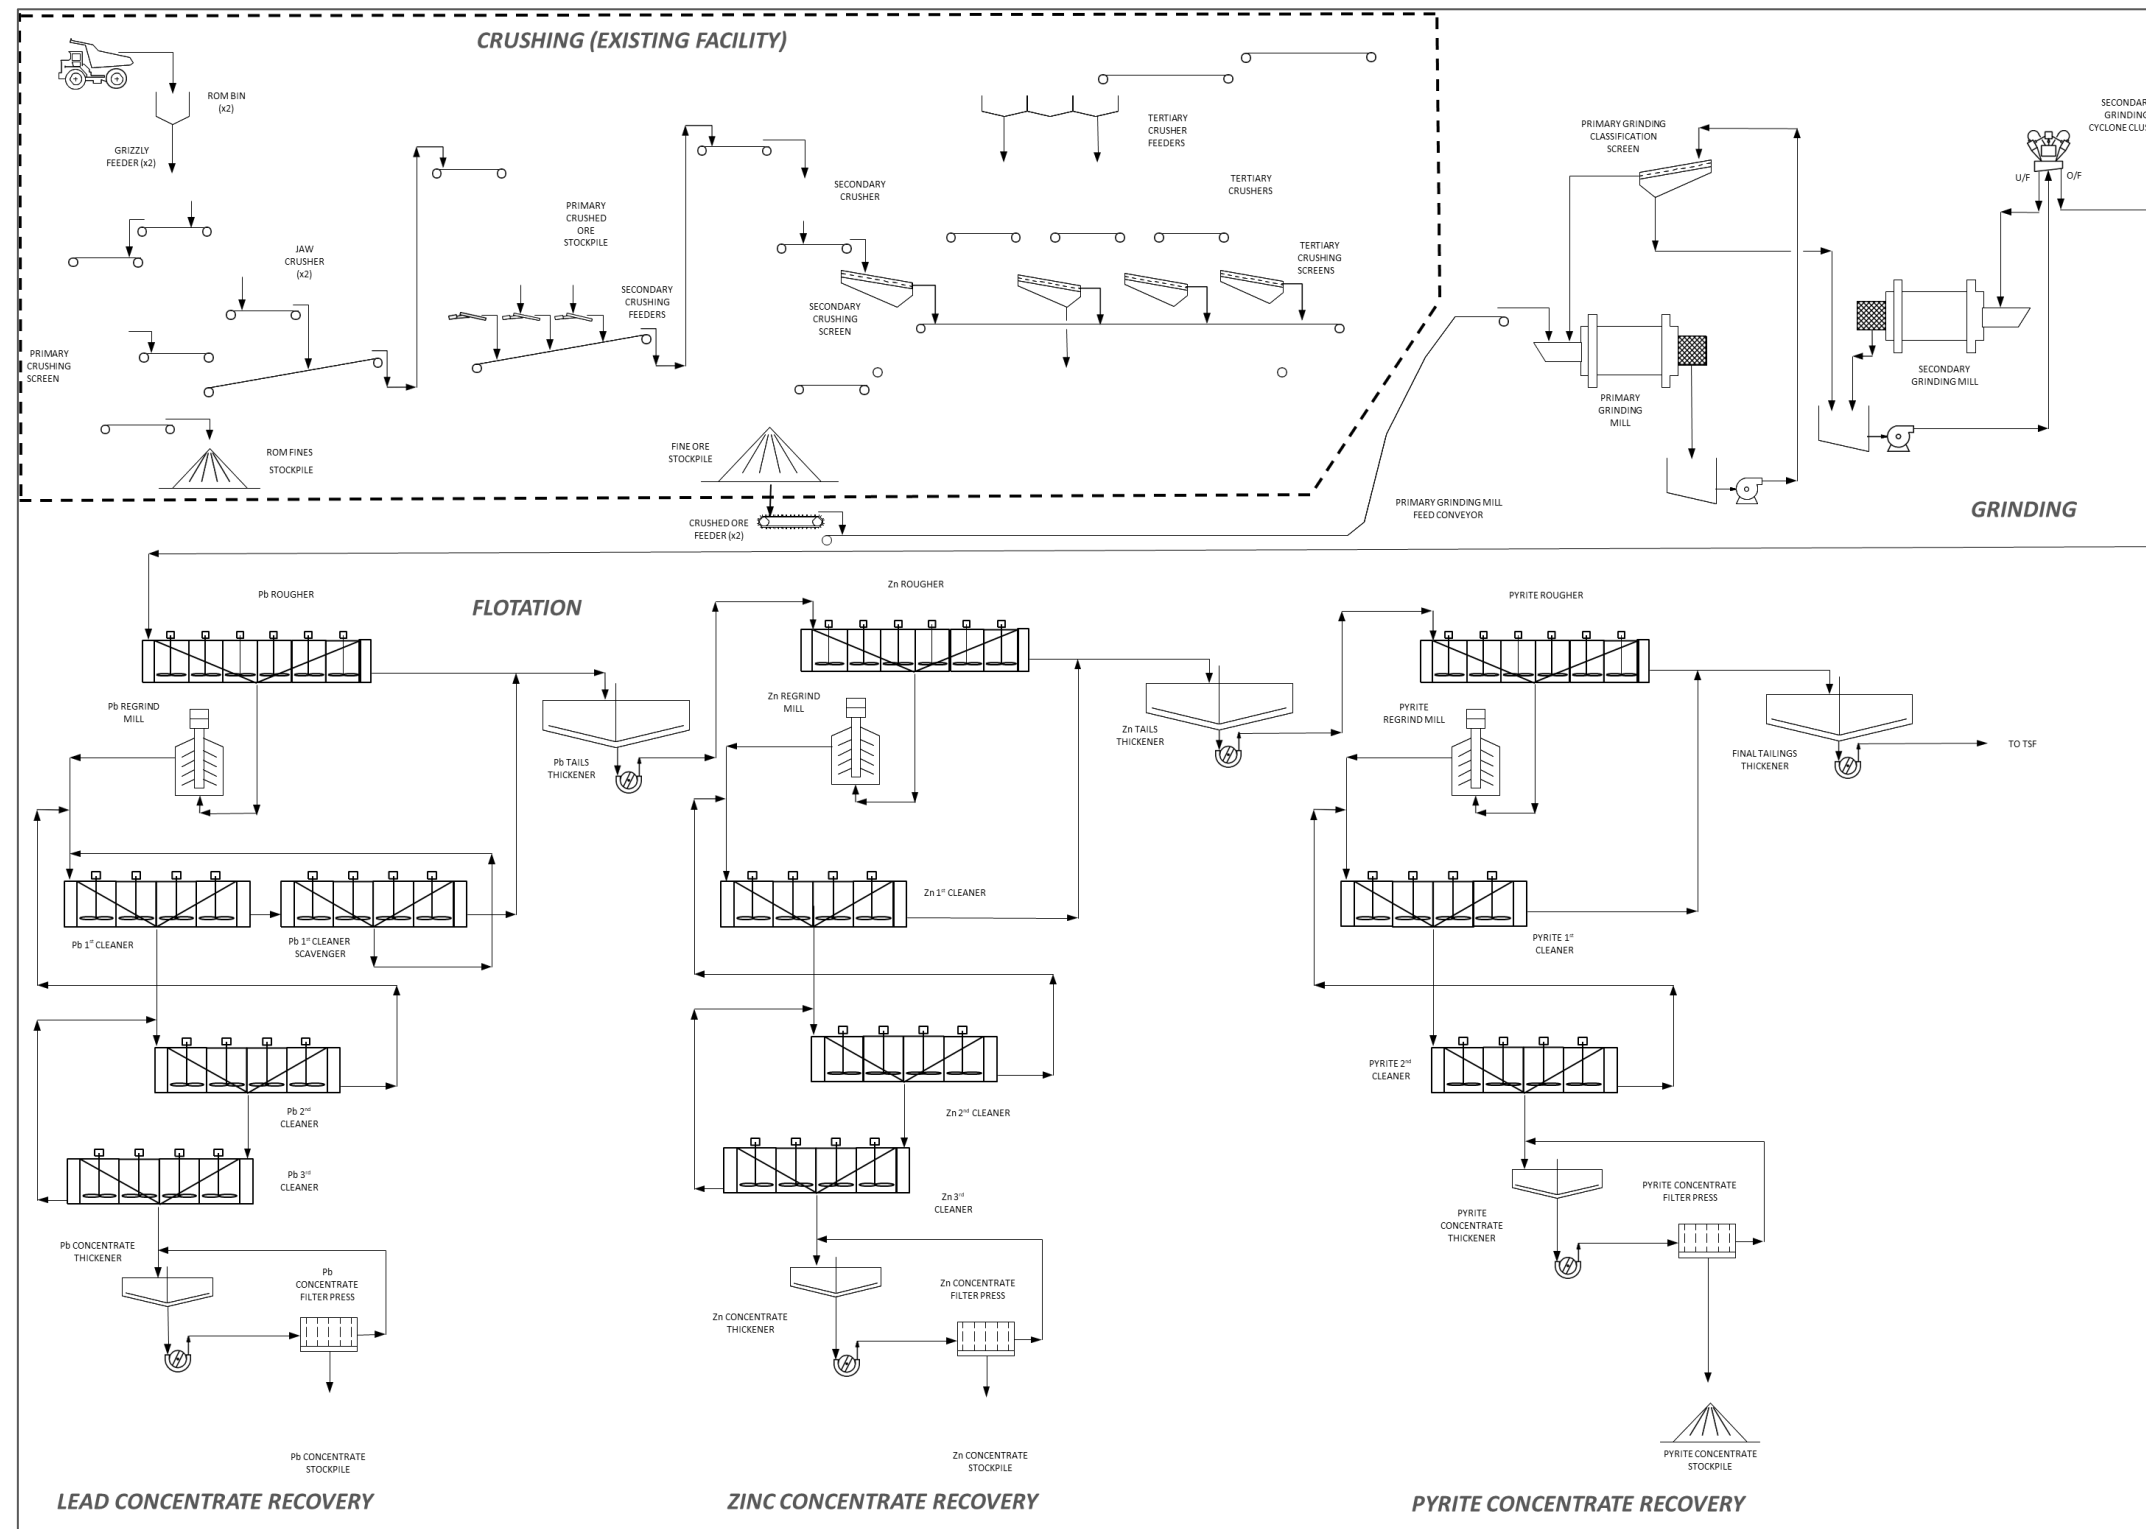 CRUSHING (EXISTING FACILITY)
ROM BIN
(x2)
GRIZZLY
FEEDER (x2)
JAW
CRUSHER
(x2)
PRIMARY
CRUSHING
SCREEN
ROM FINES
STOCKPILE
PRIMARY
CRUSHED
ORE
STOCKPILE
SECONDARY
CRUSHING
FEEDERS
SECONDARY
CRUSHER
SECONDARY
CRUSHING
SCREEN
TERTIARY
CRUSHER
FEEDERS
TERTIARY
CRUSHERS
TERTIARY
CRUSHING
SCREENS
FINE ORE
STOCKPILE
CRUSHED ORE
FEEDER (x2)
PRIMARY GRINDING MILL
FEED CONVEYOR
PRIMARY GRINDING
CLASSIFICATION
SCREEN
PRIMARY
GRINDING
MILL
SECONDAR
GRINDING
CYCLONE CLUS
U/F
O/F
SECONDARY
GRINDING MILL
GRINDING
FLOTATION
Pb ROUGHER
Pb REGRIND
MILL
Pb TAILS
THICKENER
Pb 1st CLEANER
Pb 1st CLEANER
SCAVENGER
Pb 2nd
CLEANER
Pb 3rd
CLEANER
Pb CONCENTRATE
THICKENER
Pb
CONCENTRATE
FILTER PRESS
Pb CONCENTRATE
STOCKPILE
LEAD CONCENTRATE RECOVERY
Zn ROUGHER
Zn REGRIND
MILL
Zn TAILS
THICKENER
Zn 1st CLEANER
Zn 2nd CLEANER
Zn 3rd
CLEANER
Zn CONCENTRATE
FILTER PRESS
Zn CONCENTRATE
THICKENER
Zn CONCENTRATE
STOCKPILE
ZINC CONCENTRATE RECOVERY
PYRITE ROUGHER
PYRITE
REGRIND MILL
FINAL TAILINGS
THICKENER
TO TSF
PYRITE 1st
CLEANER
PYRITE 2nd
CLEANER
PYRITE CONCENTRATE
FILTER PRESS
PYRITE
CONCENTRATE
THICKENER
PYRITE CONCENTRATE
STOCKPILE
PYRITE CONCENTRATE RECOVERY